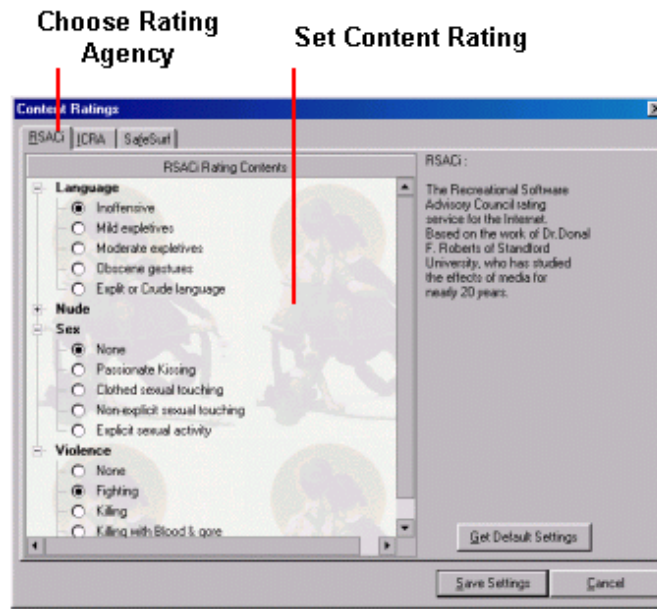 Choose Rating
Agency
Set Content Rating
Content Ratings
RSACi ICRA SafeSurf
RSACi Rating Contents
Language
Inoffensive
Mild expletives
Moderate expletives
Obscene gestures
Explit or Crude language
Nude
Sex
None
Passionate Kissing
Clothed sexual touching
Non-explicit sexual touching
Explicit sexual activity
Violence
None
Fighting
Killing
Killing with Blood & gore
RSACi :
The Recreational Software
Advisory Council rating
service for the Internet.
Based on the work of Dr.Donal
F. Roberts of Standford
University, who has studied
the effects of media for
nearly 20 years.
Get Default Settings
Save Settings
Cancel